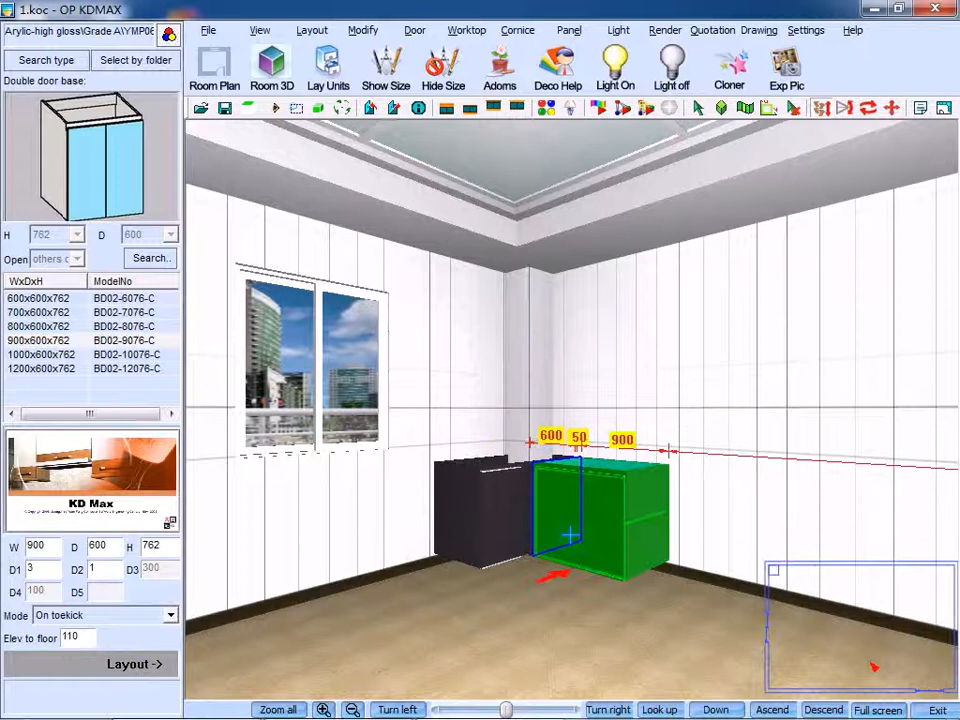 1.koc - OP KDMAX
Arylic-high gloss\Grade A\YMP06
File View Layout Modify Door Worktop Cornice Panel Light Render Quotation Drawing Settings Help
Search type Select by folder
Room Plan Room 3D Lay Units Show Size Hide Size Adorns Deco Help Light On Light off Cloner Exp Pic
Double door base:
H 762 D 600
Open others c Search..
WxDxH ModelNo
600x600x762 BD02-6076-C
700x600x762 BD02-7076-C
800x600x762 BD02-8076-C
900x600x762 BD02-9076-C
1000x600x762 BD02-10076-C
1200x600x762 BD02-12076-C
600 50 900
KD Max
W 900 D 600 H 762
D1 3 D2 1 D3 300
D4 100 D5
Mode On toekick
Elev to floor 110
Layout ->
Zoom all Turn left Turn right Look up Down Ascend Descend Full screen Exit